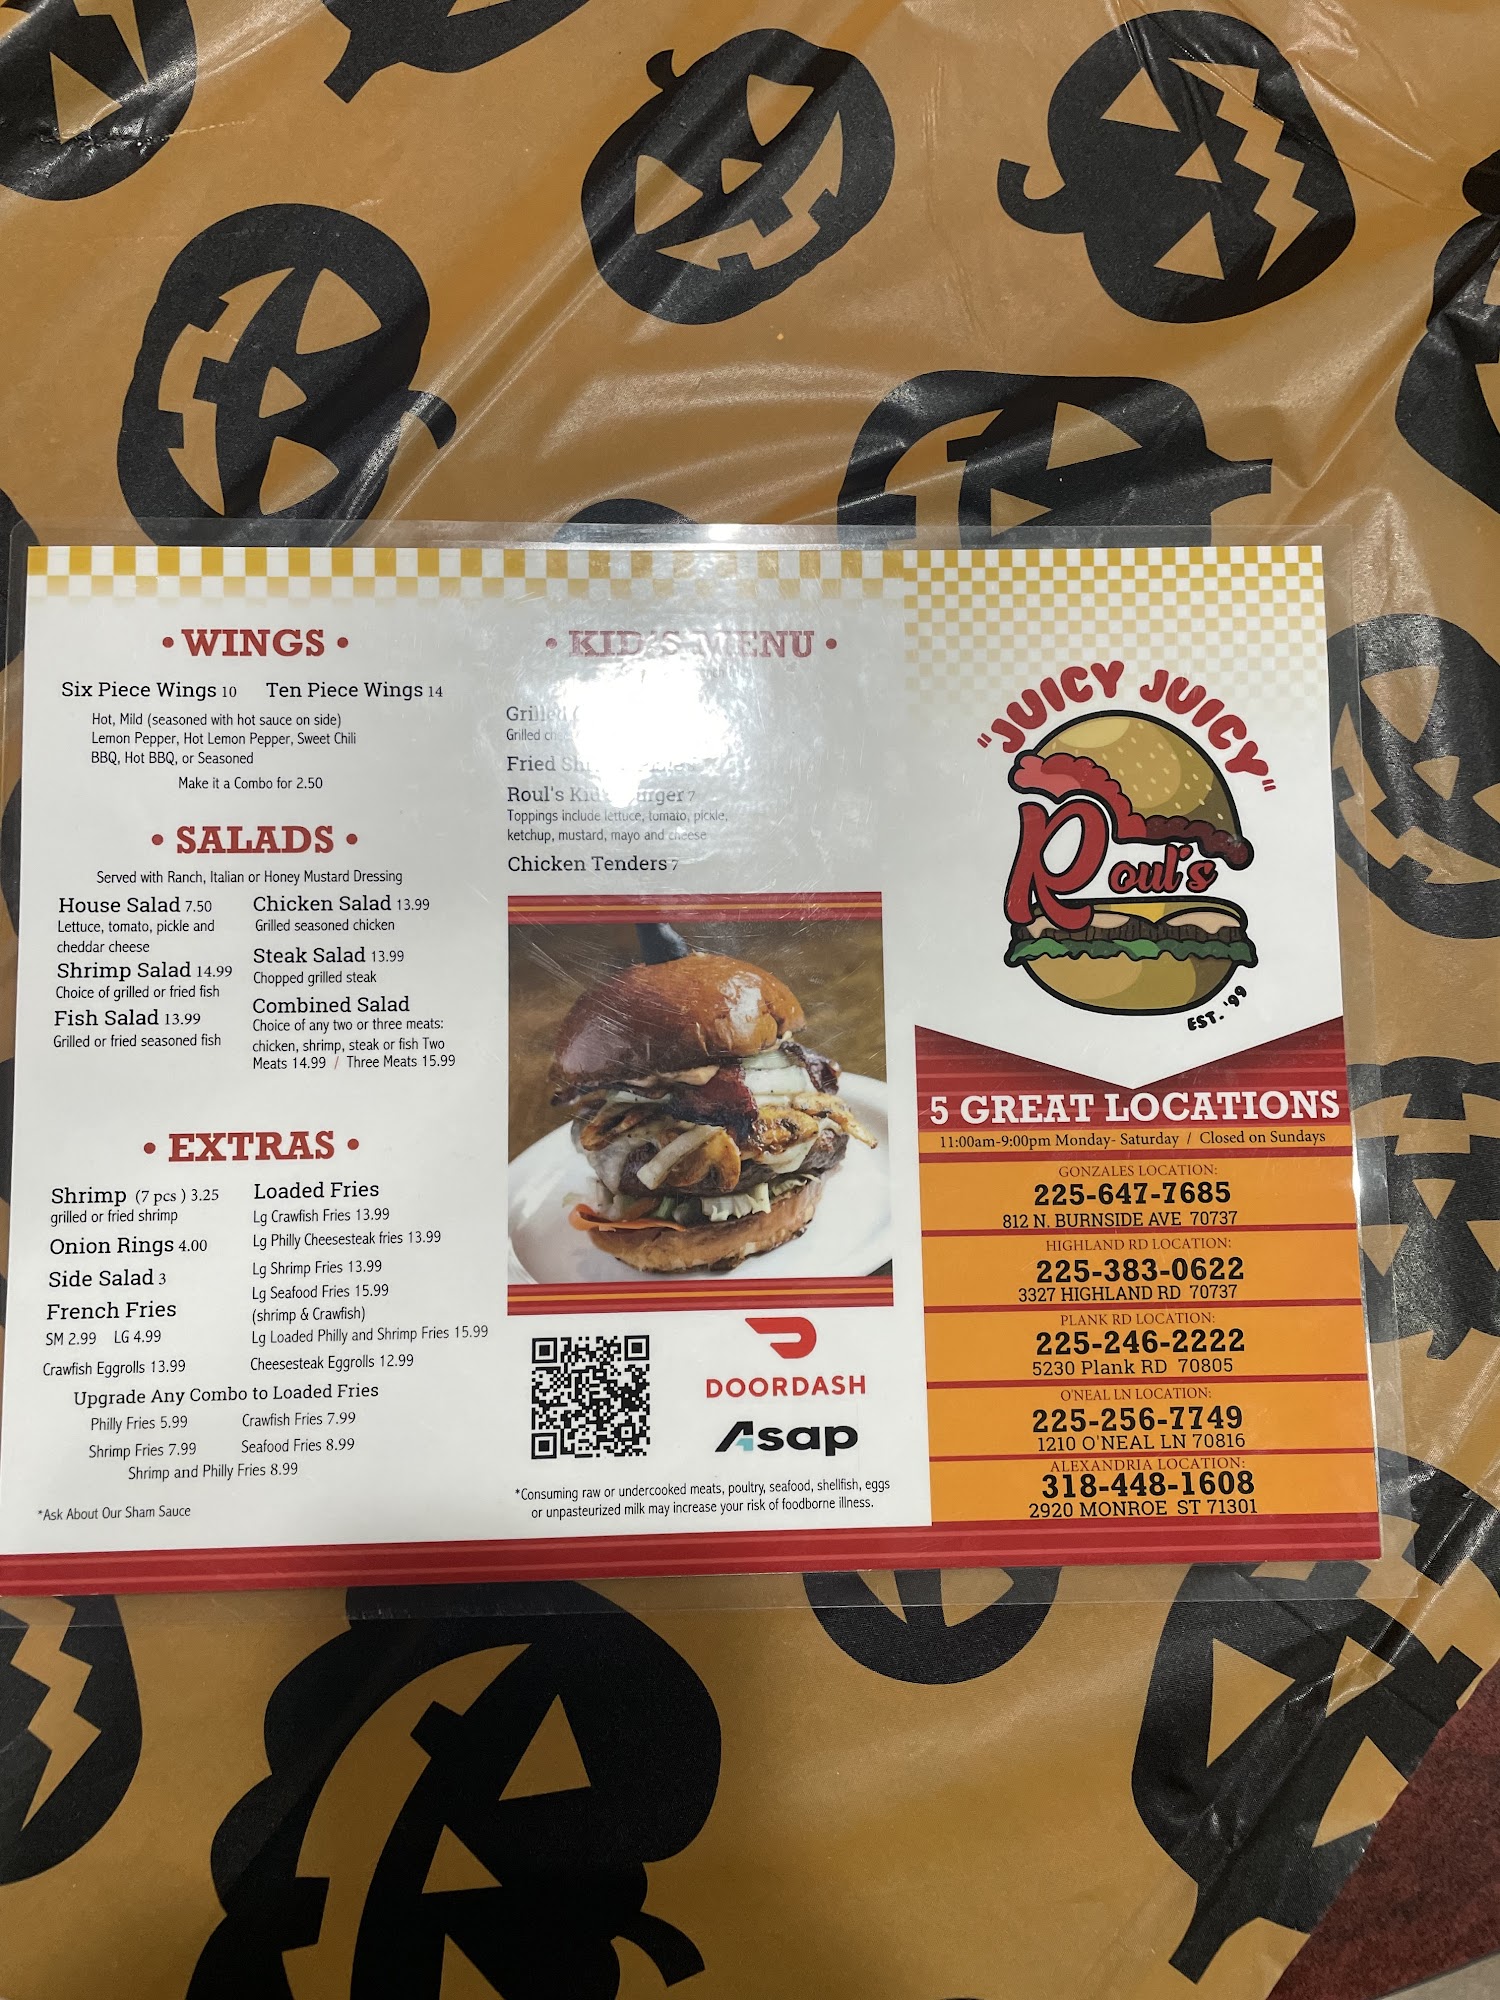 • WINGS •
Six Piece Wings 10 Ten Piece Wings 14
Hot, Mild (seasoned with hot sauce on side)
Lemon Pepper, Hot Lemon Pepper, Sweet Chili
BBQ, Hot BBQ, or Seasoned
Make it a Combo for 2.50
• SALADS •
Served with Ranch, Italian or Honey Mustard Dressing
House Salad 7.50
Lettuce, tomato, pickle and
cheddar cheese
Shrimp Salad 14.99
Choice of grilled or fried fish
Fish Salad 13.99
Grilled or fried seasoned fish
Chicken Salad 13.99
Grilled seasoned chicken
Steak Salad 13.99
Chopped grilled steak
Combined Salad
Choice of any two or three meats:
chicken, shrimp, steak or fish Two
Meats 14.99 / Three Meats 15.99
• EXTRAS •
Shrimp (7 pcs ) 3.25
grilled or fried shrimp
Onion Rings 4.00
Side Salad 3
French Fries
SM 2.99 LG 4.99
Crawfish Eggrolls 13.99
Loaded Fries
Lg Crawfish Fries 13.99
Lg Philly Cheesesteak fries 13.99
Lg Shrimp Fries 13.99
Lg Seafood Fries 15.99
(shrimp & Crawfish)
Lg Loaded Philly and Shrimp Fries 15.99
Cheesesteak Eggrolls 12.99
Upgrade Any Combo to Loaded Fries
Philly Fries 5.99 Crawfish Fries 7.99
Shrimp Fries 7.99 Seafood Fries 8.99
Shrimp and Philly Fries 8.99
*Ask About Our Sham Sauce
• KID'S MENU •
Grilled
Grilled
Fried
Roul's Kid's Burger 7
Toppings include lettuce, tomato, pickle,
ketchup, mustard, mayo and cheese
Chicken Tenders 7
DOORDASH
Asap
*Consuming raw or undercooked meats, poultry, seafood, shellfish, eggs
or unpasteurized milk may increase your risk of foodborne illness.
"JUICY JUICY"
Roul's
EST. '99
5 GREAT LOCATIONS
11:00am-9:00pm Monday- Saturday / Closed on Sundays
GONZALES LOCATION:
225-647-7685
812 N. BURNSIDE AVE 70737
HIGHLAND RD LOCATION:
225-383-0622
3327 HIGHLAND RD 70737
PLANK RD LOCATION:
225-246-2222
5230 Plank RD 70805
O'NEAL LN LOCATION:
225-256-7749
1210 O'NEAL LN 70816
ALEXANDRIA LOCATION:
318-448-1608
2920 MONROE ST 71301